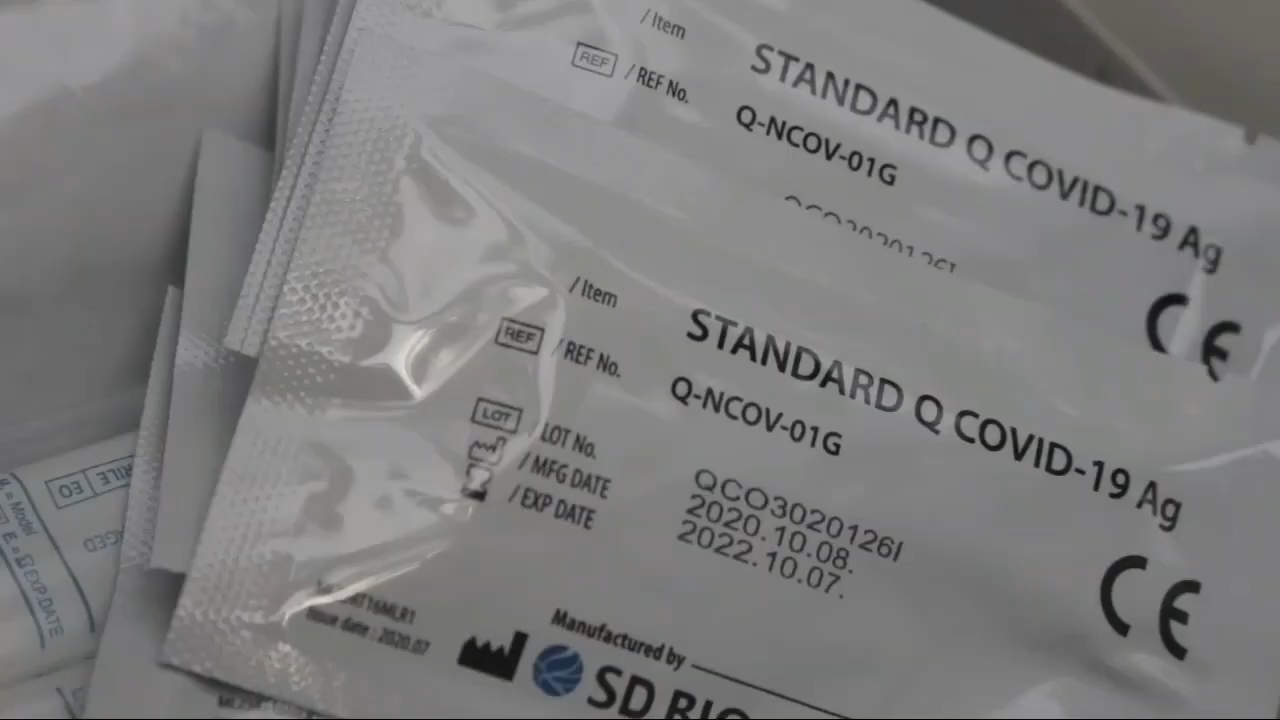 / Item STANDARD Q COVID-19 Ag
REF / REF No. Q-NCOV-01G
CE
/ Item STANDARD Q COVID-19 Ag
REF / REF No. Q-NCOV-01G
LOT / LOT No. QCO3020126I
/ MFG DATE 2020.10.08.
/ EXP DATE 2022.10.07.
CE
Issue date : 2020.07
Manufactured by
SD BIO
EO
= Model
EXP.DATE